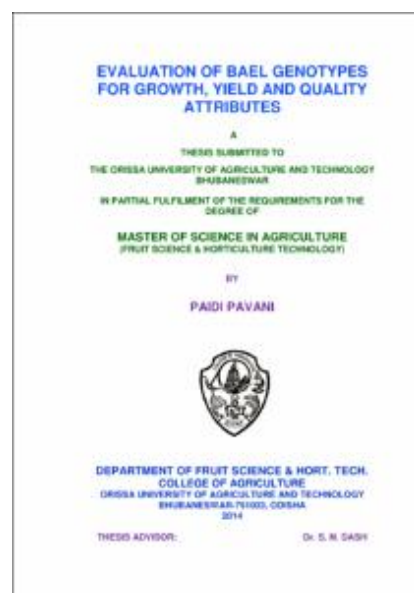 EVALUATION OF BAEL GENOTYPES
FOR GROWTH, YIELD AND QUALITY
ATTRIBUTES
A
THESIS SUBMITTED TO
THE ORISSA UNIVERSITY OF AGRICULTURE AND TECHNOLOGY
BHUBANESWAR
IN PARTIAL FULFILMENT OF THE REQUIREMENTS FOR THE
DEGREE OF
MASTER OF SCIENCE IN AGRICULTURE
(FRUIT SCIENCE & HORTICULTURE TECHNOLOGY)
BY
PAIDI PAVANI
DEPARTMENT OF FRUIT SCIENCE & HORT. TECH.
COLLEGE OF AGRICULTURE
ORISSA UNIVERSITY OF AGRICULTURE AND TECHNOLOGY
BHUBANESWAR-751003, ODISHA
2014
THESIS ADVISOR: Dr. S. N. DASH